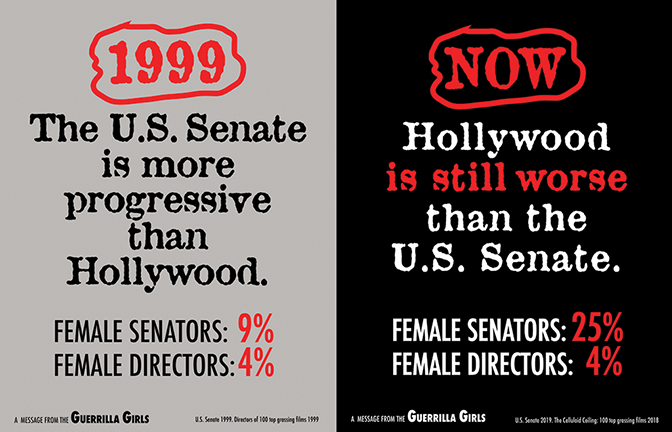 1999
The U.S. Senate
is more
progressive
than
Hollywood.
FEMALE SENATORS: 9%
FEMALE DIRECTORS: 4%
A MESSAGE FROM THE GUERRILLA GIRLS
U.S. Senate 1999. Directors of 100 top grossing films 1999
NOW
Hollywood
is still worse
than the
U.S. Senate.
FEMALE SENATORS: 25%
FEMALE DIRECTORS: 4%
A MESSAGE FROM THE GUERRILLA GIRLS
U.S. Senate 2019. The Celluloid Ceiling: 100 top grossing films 2018